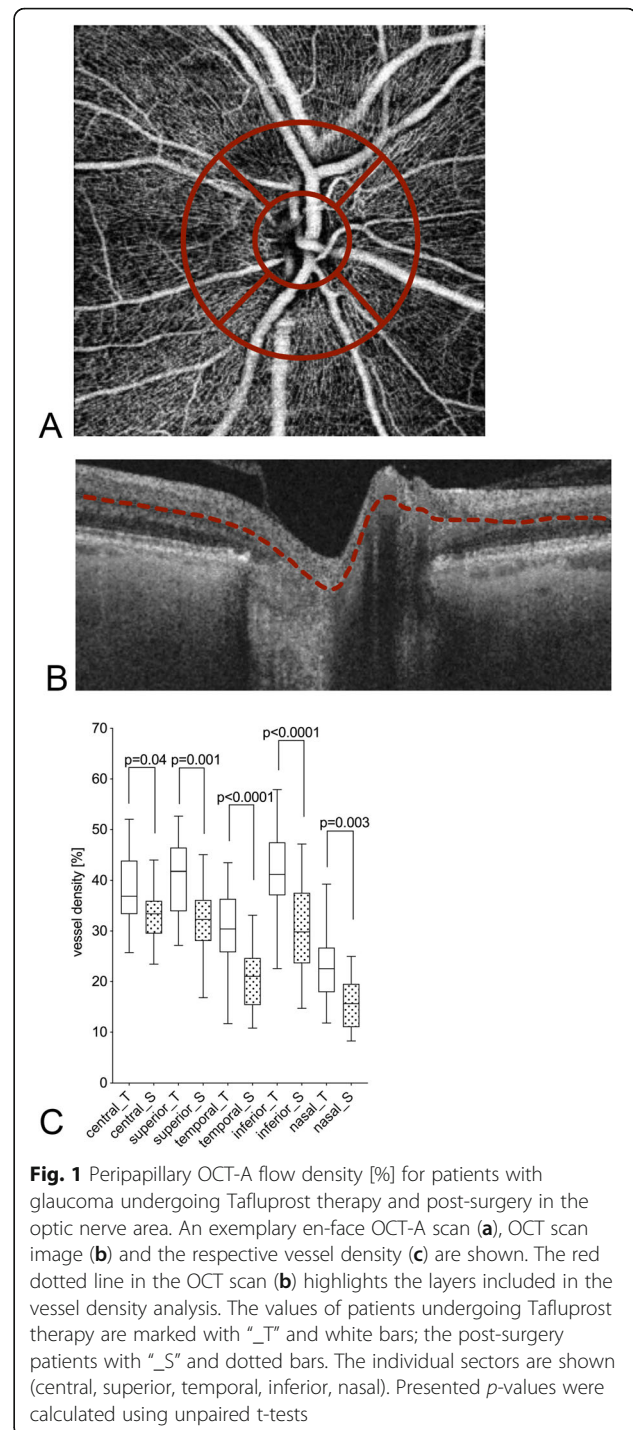 A
B
70
60
50
40
30
20
10
0
vessel density [%]
p=0.04
p=0.001
p<0.0001
p<0.0001
p=0.003
central_T
central_S
superior_T
superior_S
temporal_T
temporal_S
inferior_T
inferior_S
nasal_T
nasal_S
C
Fig. 1 Peripapillary OCT-A flow density [%] for patients with
glaucoma undergoing Tafluprost therapy and post-surgery in the
optic nerve area. An exemplary en-face OCT-A scan (a), OCT scan
image (b) and the respective vessel density (c) are shown. The red
dotted line in the OCT scan (b) highlights the layers included in the
vessel density analysis. The values of patients undergoing Tafluprost
therapy are marked with “_T” and white bars; the post-surgery
patients with “_S” and dotted bars. The individual sectors are shown
(central, superior, temporal, inferior, nasal). Presented p-values were
calculated using unpaired t-tests